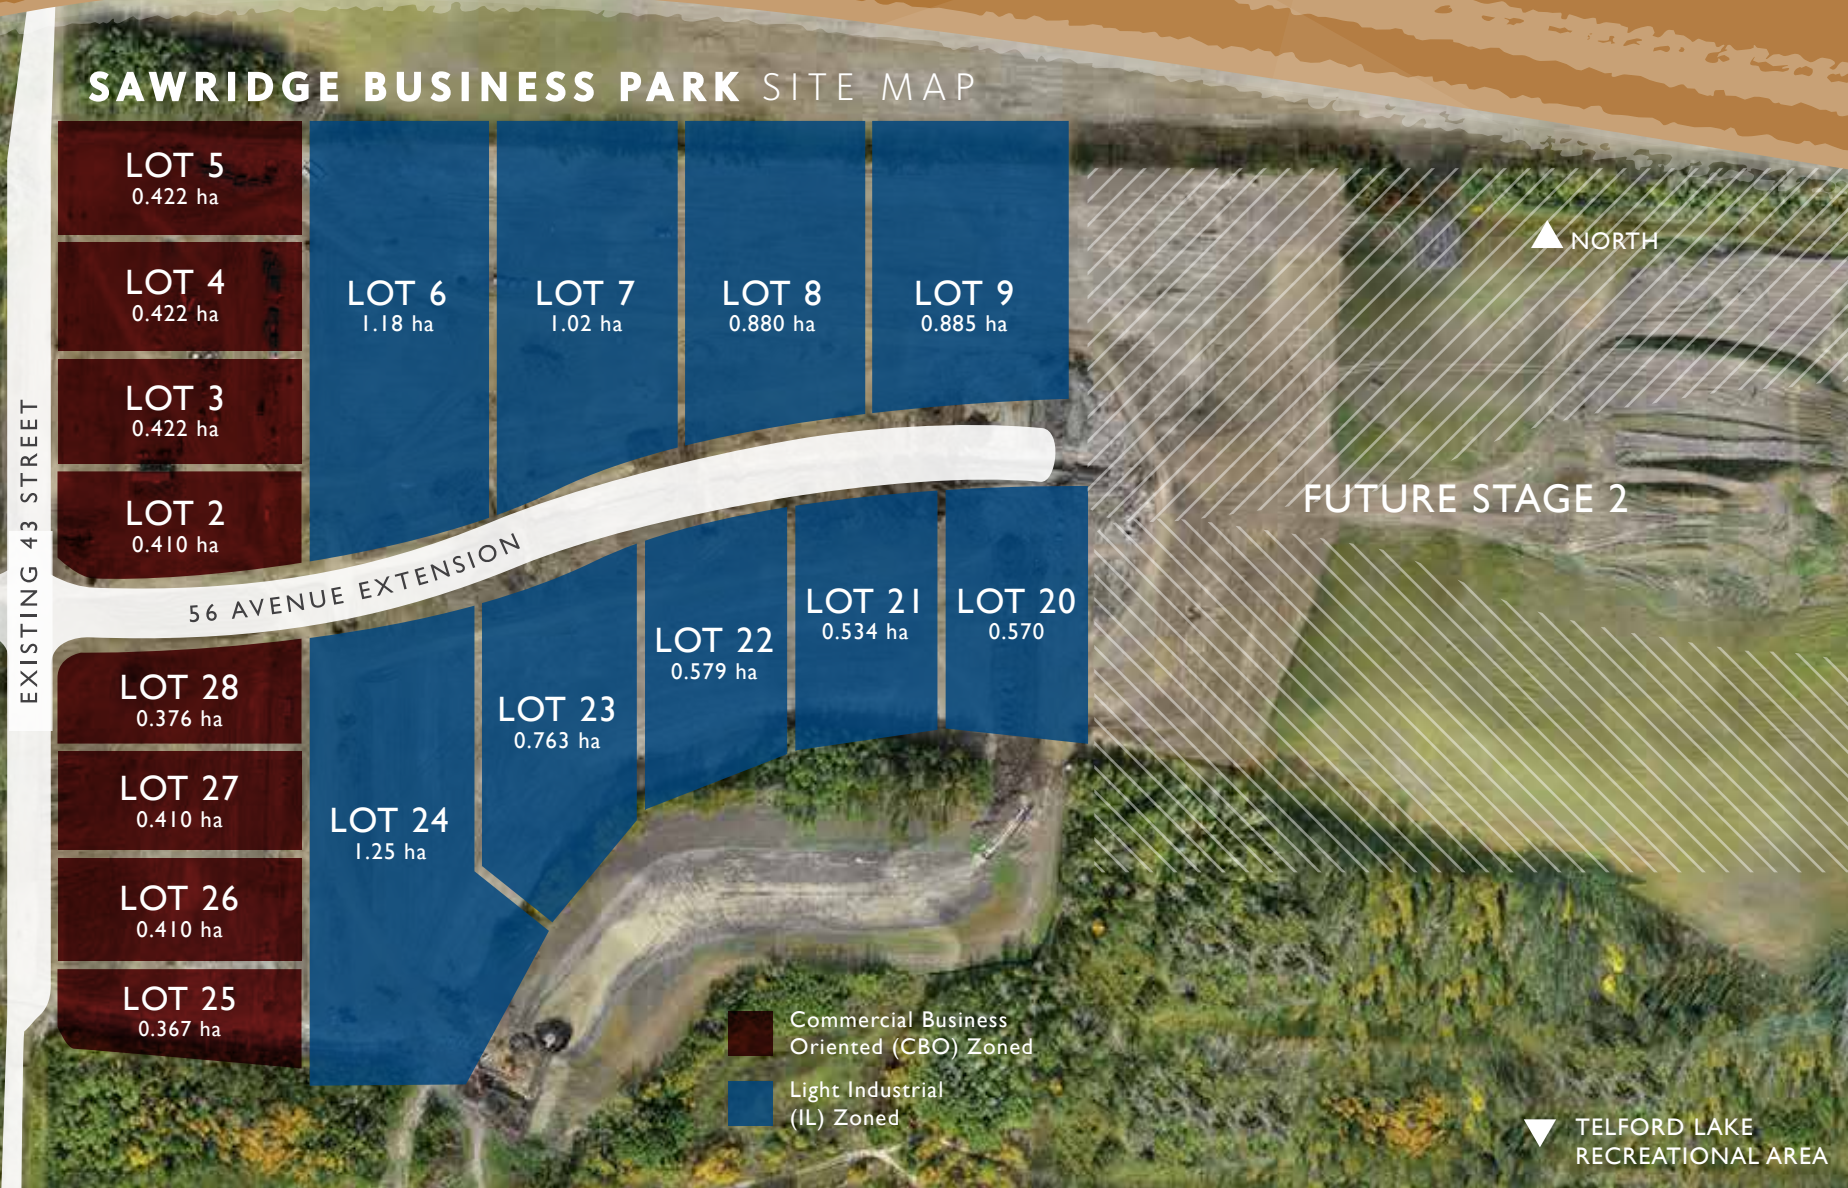 SAWRIDGE BUSINESS PARK SITE MAP
LOT 5
0.422 ha
LOT 4
0.422 ha
LOT 3
0.422 ha
LOT 2
0.410 ha
LOT 6
1.18 ha
LOT 7
1.02 ha
LOT 8
0.880 ha
LOT 9
0.885 ha
NORTH
EXISTING 43 STREET
56 AVENUE EXTENSION
FUTURE STAGE 2
LOT 28
0.376 ha
LOT 27
0.410 ha
LOT 26
0.410 ha
LOT 25
0.367 ha
LOT 24
1.25 ha
LOT 23
0.763 ha
LOT 22
0.579 ha
LOT 21
0.534 ha
LOT 20
0.570
Commercial Business
Oriented (CBO) Zoned
Light Industrial
(IL) Zoned
TELFORD LAKE
RECREATIONAL AREA